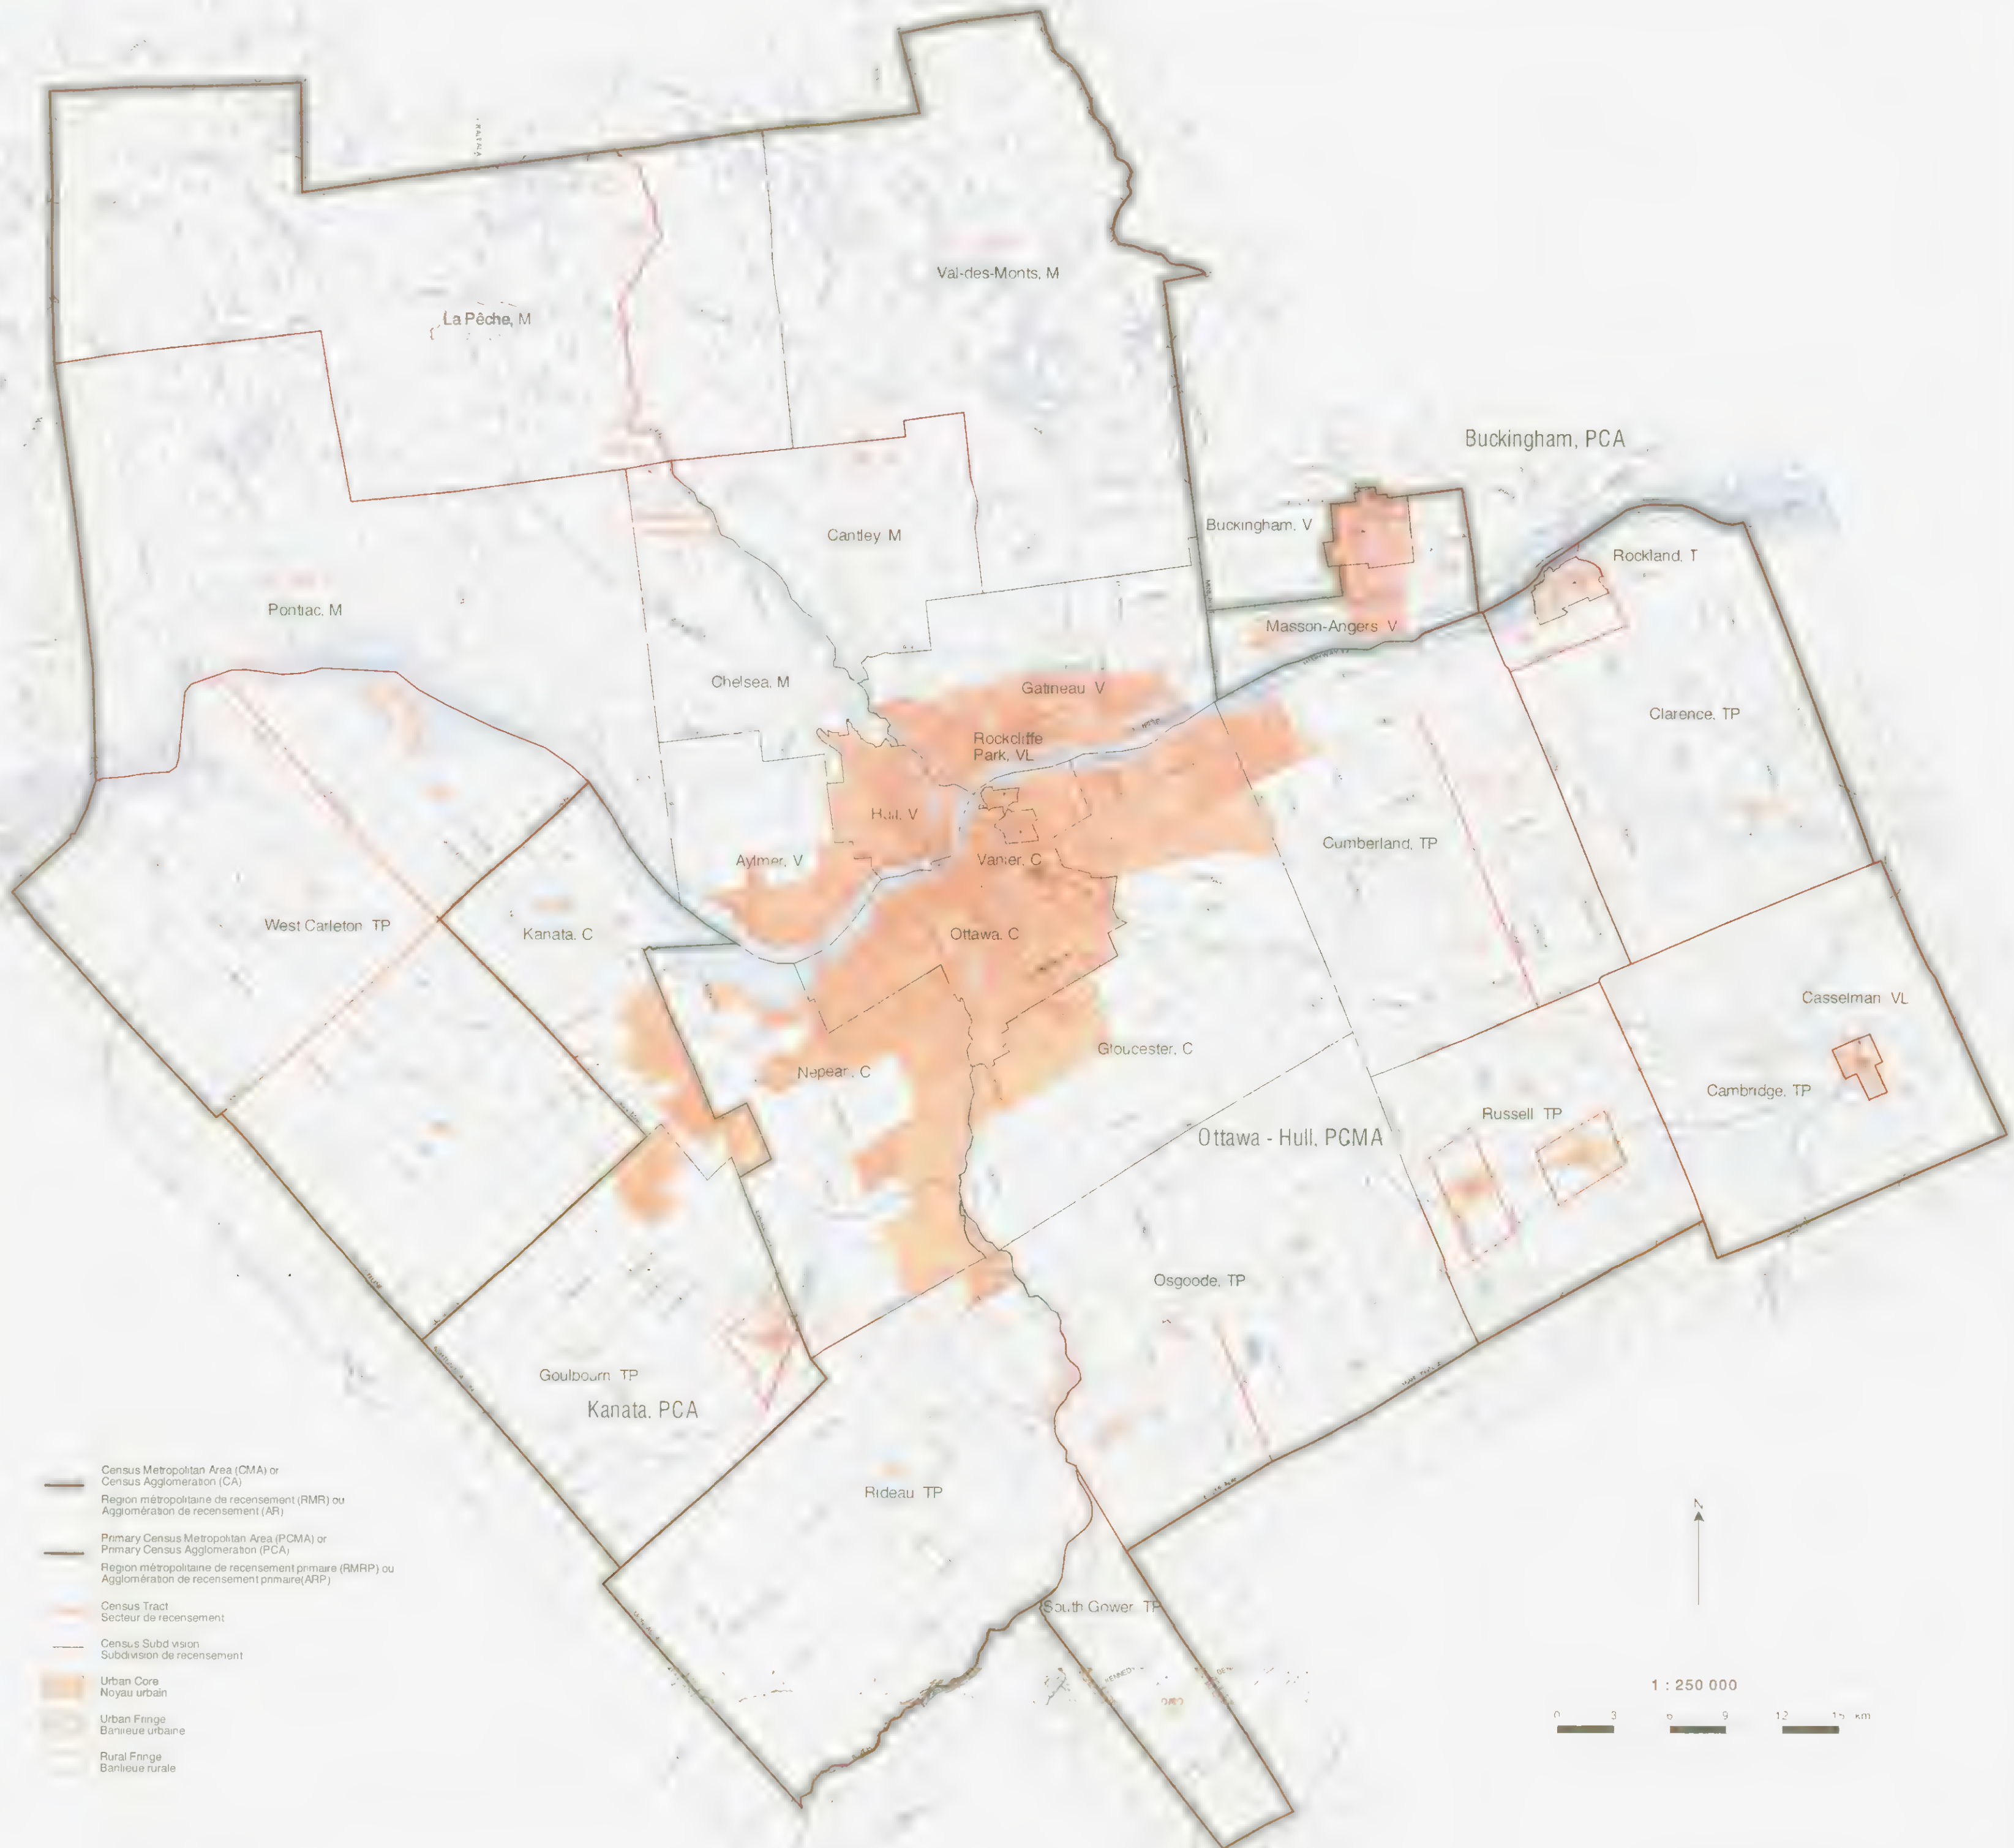 Val-des-Monts, M
La Pêche, M
Buckingham, PCA
Buckingham, V
Cantley M
Rockland, T
Pontiac, M
Masson-Angers V
Chelsea, M
Gatineau V
Clarence, TP
Rockcliffe
Park, VL
Hull, V
Cumberland, TP
Aylmer, V
Vanier, C
West Carleton TP
Kanata, C
Ottawa, C
Casselman VL
Gloucester, C
Nepean, C
Cambridge, TP
Russell TP
Ottawa - Hull, PCMA
Osgoode, TP
Goulbourn TP
Kanata, PCA
Rideau TP
South Gower TP
Census Metropolitan Area (CMA) or
Census Agglomeration (CA)
Région métropolitaine de recensement (RMR) ou
Agglomération de recensement (AR)
Primary Census Metropolitan Area (PCMA) or
Primary Census Agglomeration (PCA)
Région métropolitaine de recensement primaire (RMRP) ou
Agglomération de recensement primaire(ARP)
Census Tract
Secteur de recensement
Census Subdivision
Subdivision de recensement
Urban Core
Noyau urbain
Urban Fringe
Banlieue urbaine
Rural Fringe
Banlieue rurale
N
1 : 250 000
0 3 6 9 12 15 km